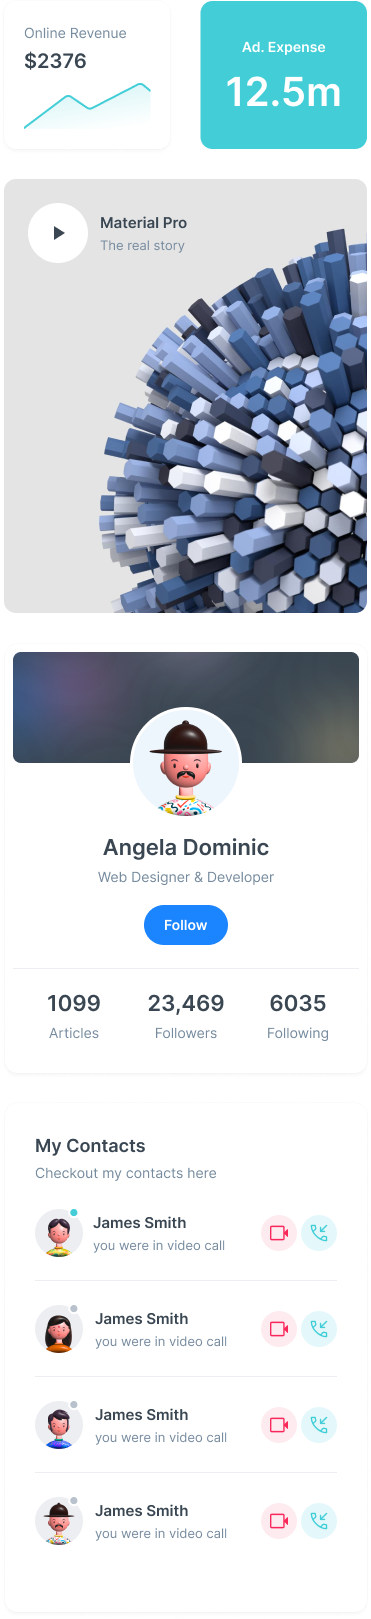 Online Revenue
$2376
Ad. Expense
12.5m
Material Pro
The real story
Angela Dominic
Web Designer & Developer
Follow
1099
23,469
6035
Articles
Followers
Following
My Contacts
Checkout my contacts here
James Smith
you were in video call
James Smith
you were in video call
James Smith
you were in video call
James Smith
you were in video call